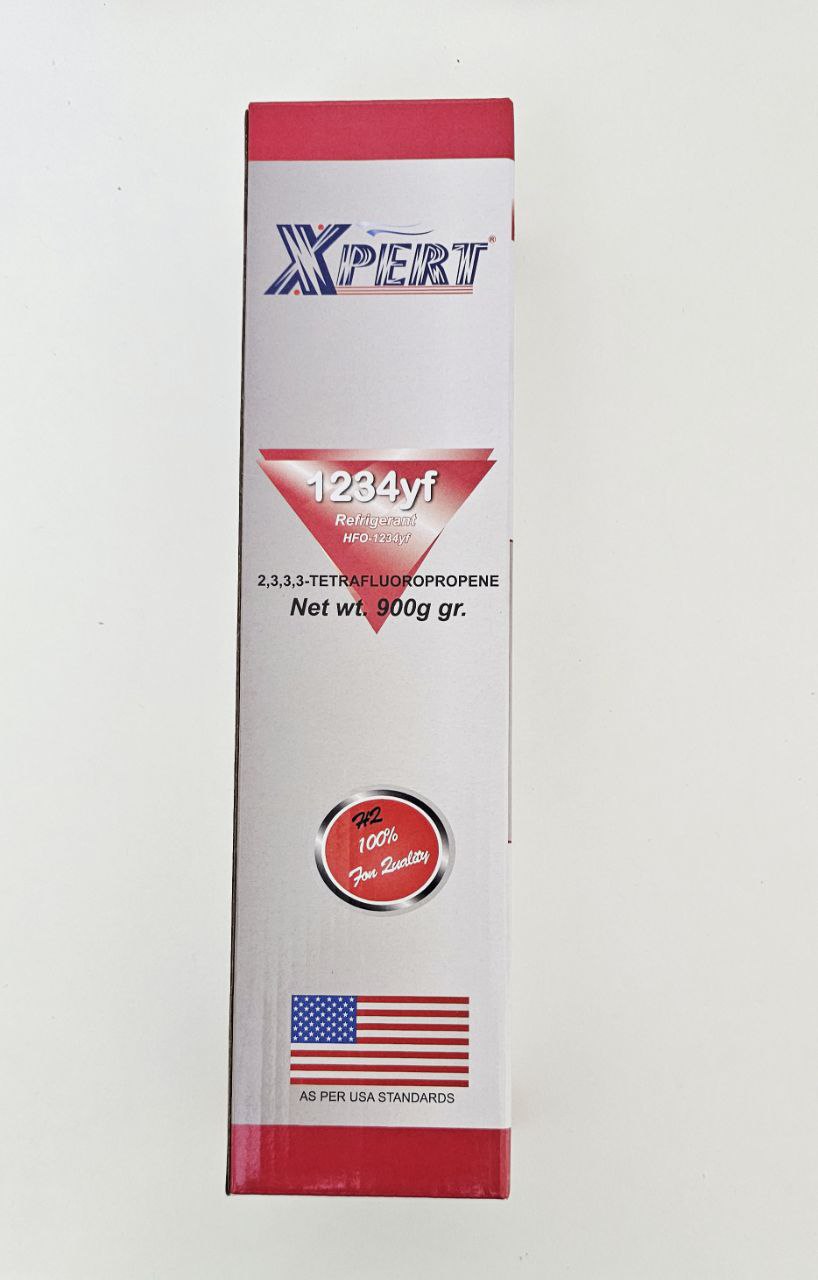 XPERT®
1234yf
Refrigerant
HFO-1234yf
2,3,3,3-TETRAFLUOROPROPENE
Net wt. 900g gr.
H2
100%
Fon Quality
AS PER USA STANDARDS